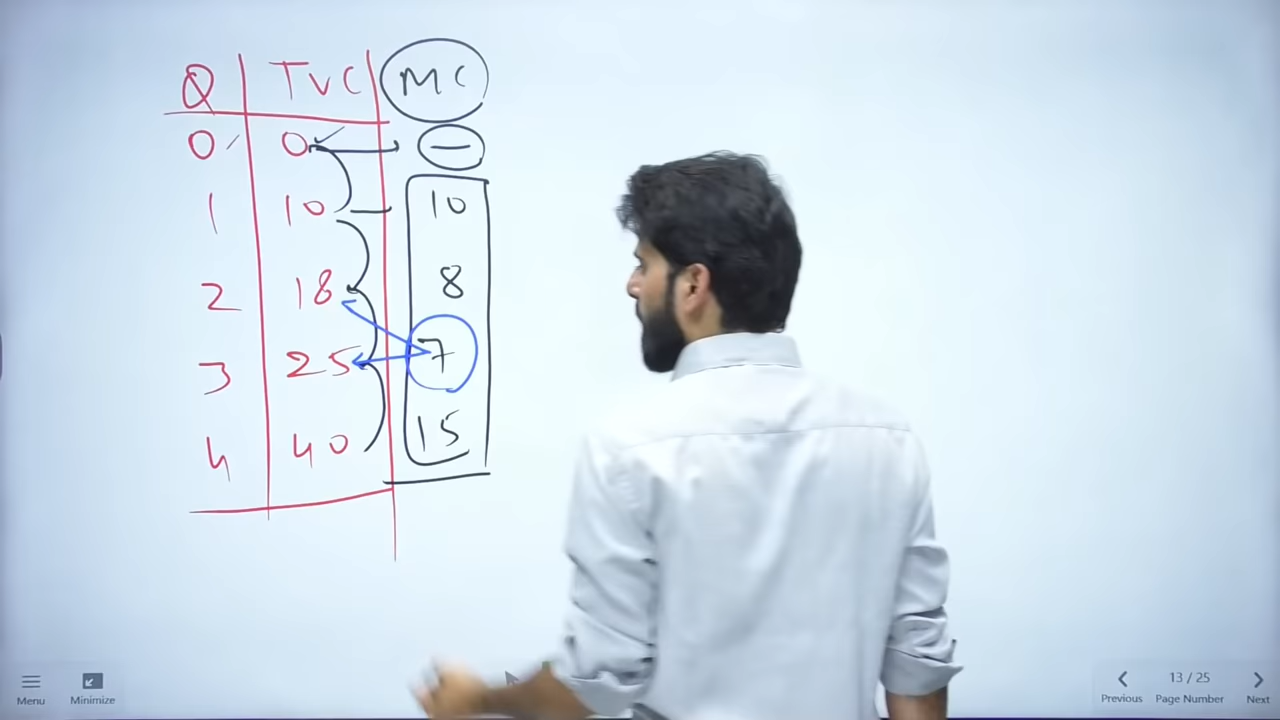 Q TVC MC
0 0 —
1 10 10
2 18 8
3 25 7
4 40 15
Menu Minimize 13 / 25
Previous Page Number Next